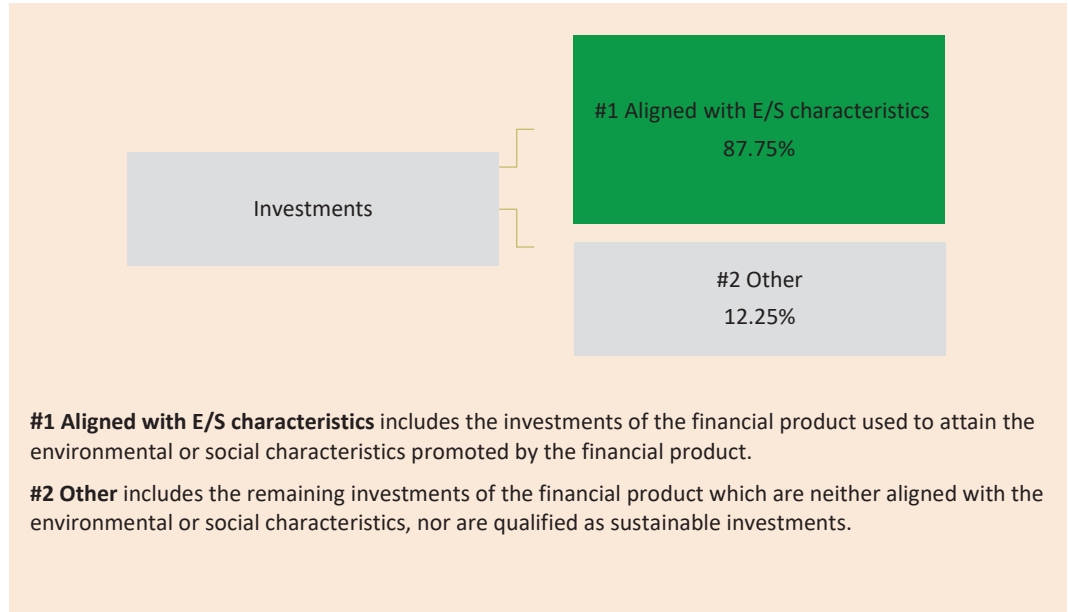 #1 Aligned with E/S characteristics
87.75%
Investments
#2 Other
12.25%
#1 Aligned with E/S characteristics includes the investments of the financial product used to attain the
environmental or social characteristics promoted by the financial product.
#2 Other includes the remaining investments of the financial product which are neither aligned with the
environmental or social characteristics, nor are qualified as sustainable investments.